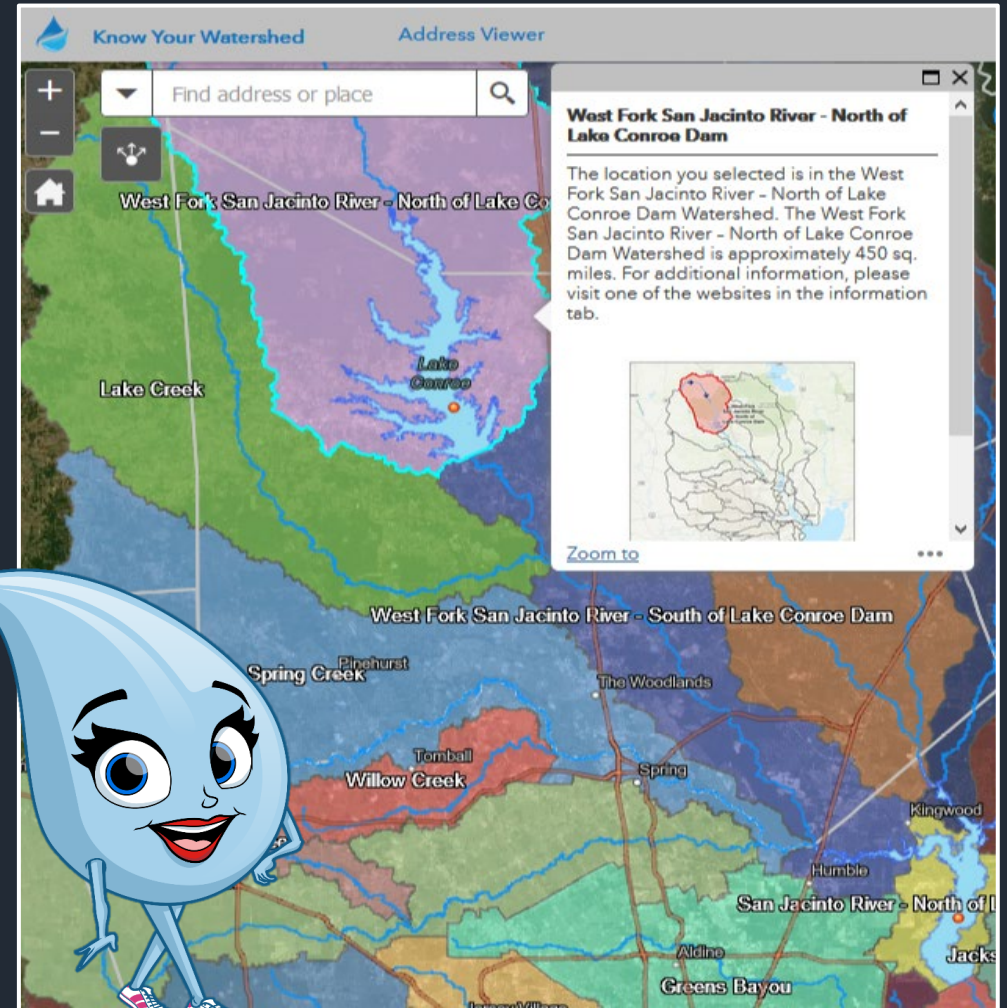 Know Your Watershed
Address Viewer
Find address or place
West Fork San Jacinto River - North of
Lake Conroe Dam
The location you selected is in the West
Fork San Jacinto River - North of Lake
Conroe Dam Watershed. The West Fork
San Jacinto River - North of Lake Conroe
Dam Watershed is approximately 450 sq.
miles. For additional information, please
visit one of the websites in the information
tab.
Zoom to
West Fork San Jacinto River - North of Lake Co
Lake
Conroe
Lake Creek
West Fork San Jacinto River - South of Lake Conroe Dam
Pinehurst
Spring Creek
The Woodlands
Tomball
Willow Creek
Spring
Kingwood
Humble
San Jacinto River - North of L
Aldine
Jacks
Greens Bayou
Jersey Village